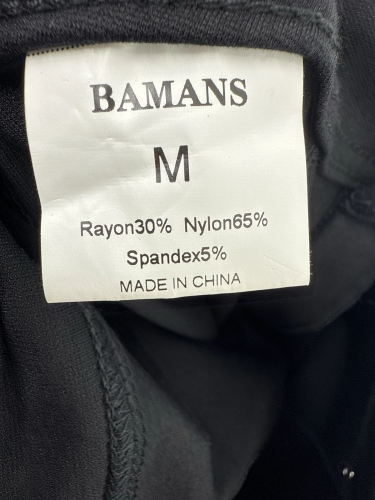 BAMANS
M
Rayon30% Nylon65%
Spandex5%
MADE IN CHINA